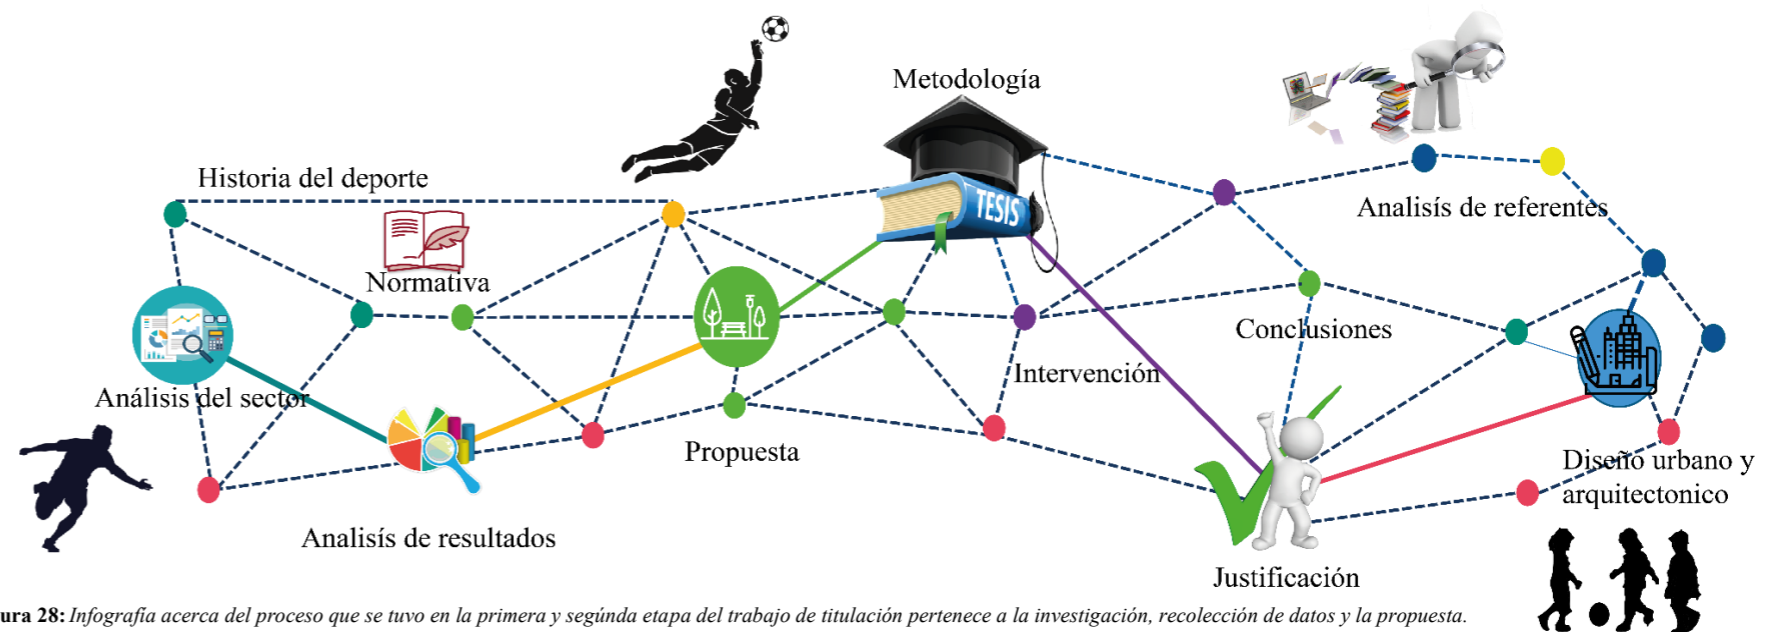 Metodología
Historia del deporte
TESIS
Analisís de referentes
Normativa
Conclusiones
Intervención
Análisis del sector
Propuesta
Diseño urbano y
arquitectonico
Analisís de resultados
Justificación
ura 28: Infografía acerca del proceso que se tuvo en la primera y segúnda etapa del trabajo de titulación pertenece a la investigación, recolección de datos y la propuesta.